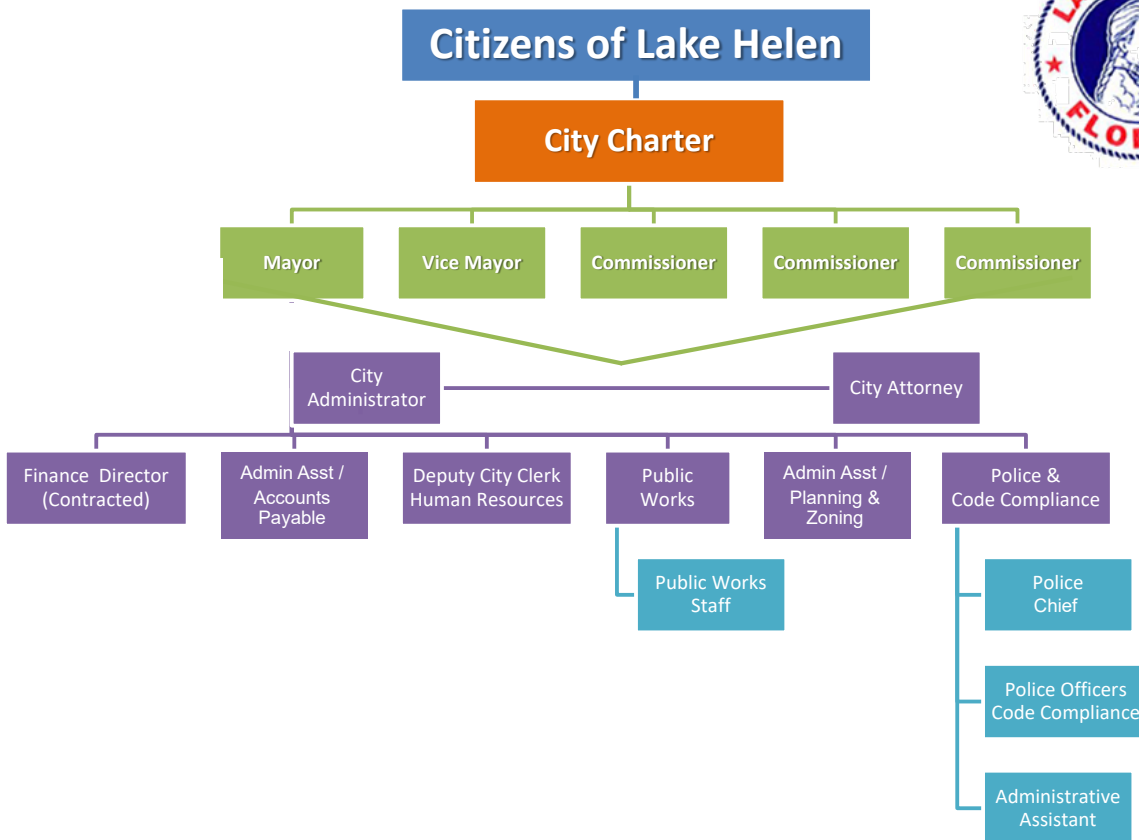 Citizens of Lake Helen
City Charter
Mayor
Vice Mayor
Commissioner
Commissioner
Commissioner
City
Administrator
City Attorney
Finance Director
(Contracted)
Admin Asst /
Accounts
Payable
Deputy City Clerk
Human Resources
Public
Works
Admin Asst /
Planning &
Zoning
Police &
Code Compliance
Public Works
Staff
Police
Chief
Police Officers
Code Compliance
Administrative
Assistant